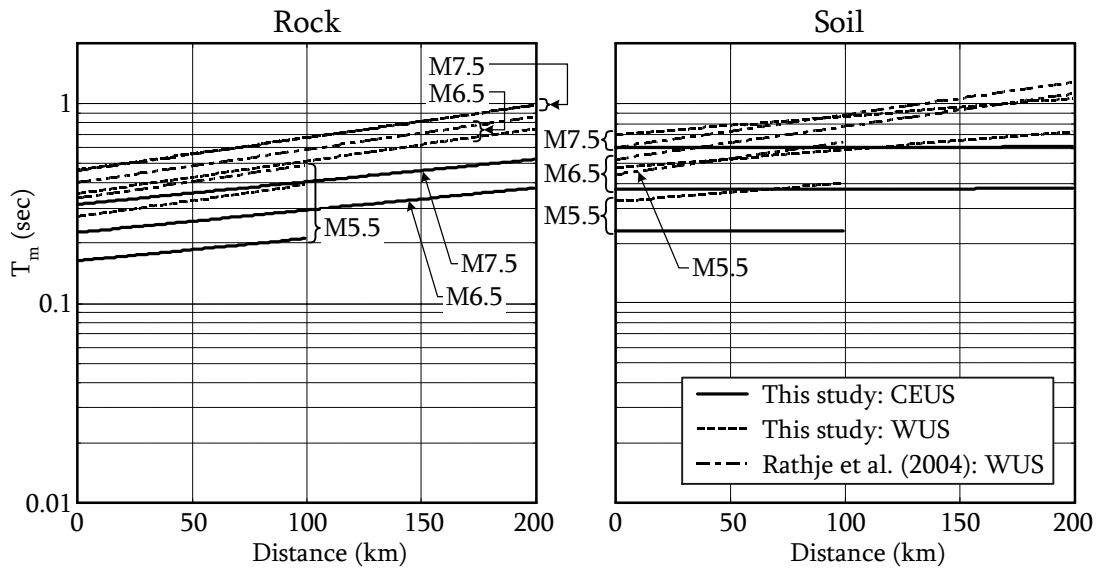 Rock
Soil
M7.5
M6.5
1
0.1
0.01
T_m (sec)
M5.5
M7.5
M6.5
0
50
100
150
200
Distance (km)
M7.5
M6.5
M5.5
M5.5
This study: CEUS
This study: WUS
Rathje et al. (2004): WUS
0
50
100
150
200
Distance (km)